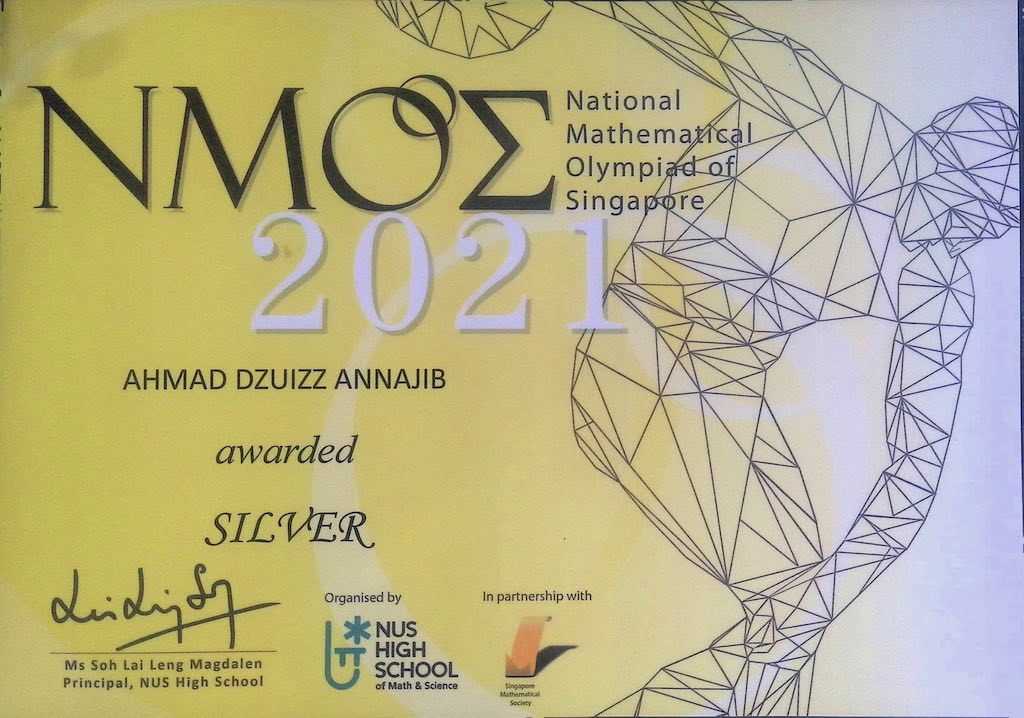 NMOΣ
National
Mathematical
Olympiad of
Singapore
2021
AHMAD DZUIZZ ANNAJIB
awarded
SILVER
Ms Soh Lai Leng Magdalen
Principal, NUS High School
Organised by
NUS
HIGH
SCHOOL
of Math & Science
In partnership with
Singapore
Mathematical
Society